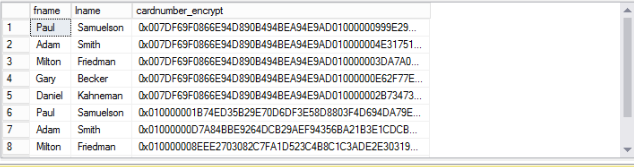 fname lname cardnumber_encrypt
1 Paul Samuelson 0x007DF69F0866E94D890B494BEA94E9AD01000000999E29...
2 Adam Smith 0x007DF69F0866E94D890B494BEA94E9AD010000004E31751...
3 Milton Friedman 0x007DF69F0866E94D890B494BEA94E9AD010000003DA7A0...
4 Gary Becker 0x007DF69F0866E94D890B494BEA94E9AD01000000E62F77E...
5 Daniel Kahneman 0x007DF69F0866E94D890B494BEA94E9AD010000002B73473...
6 Paul Samuelson 0x010000001B74ED35B29E70D6DF3E58D8803F4D694DA79E...
7 Adam Smith 0x01000000D7A84BBE9264DCB29AEF94356BA21B3E1CDCB...
8 Milton Friedman 0x010000008EEE2703082C7FA1D523C4B8C1C3ADE2E30319...